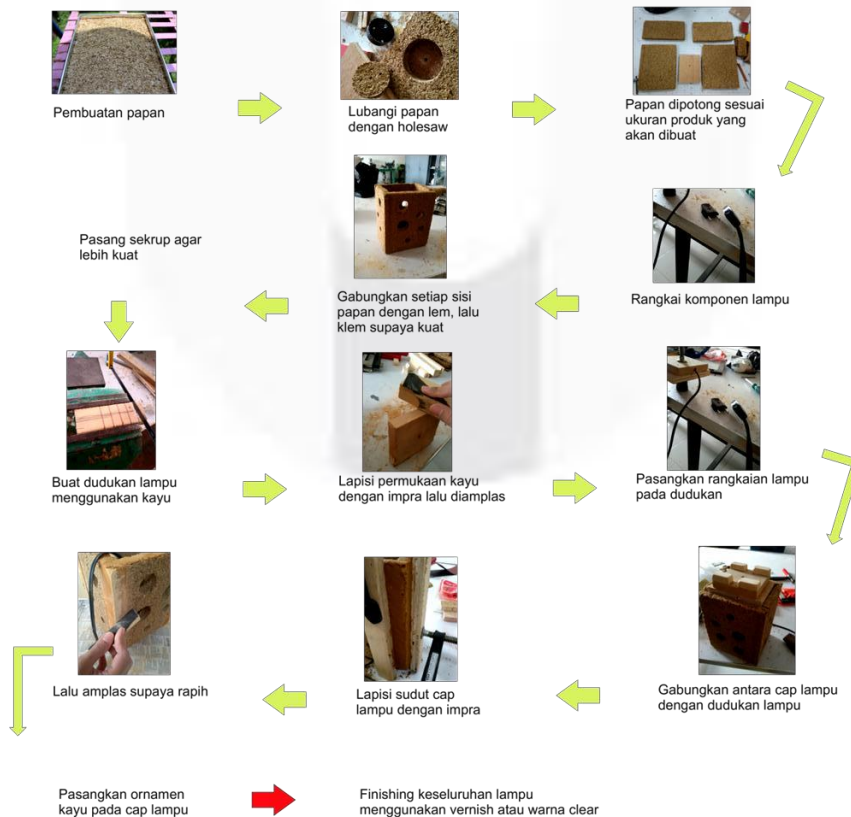 Pembuatan papan
Lubangi papan
dengan holesaw
Papan dipotong sesuai
ukuran produk yang
akan dibuat
Rangkai komponen lampu
Gabungkan setiap sisi
papan dengan lem, lalu
klem supaya kuat
Pasang sekrup agar
lebih kuat
Buat dudukan lampu
menggunakan kayu
Lapisi permukaan kayu
dengan impra lalu diamplas
Pasangkan rangkaian lampu
pada dudukan
Gabungkan antara cap lampu
dengan dudukan lampu
Lapisi sudut cap
lampu dengan impra
Lalu amplas supaya rapih
Pasangkan ornamen
kayu pada cap lampu
Finishing keseluruhan lampu
menggunakan vernish atau warna clear